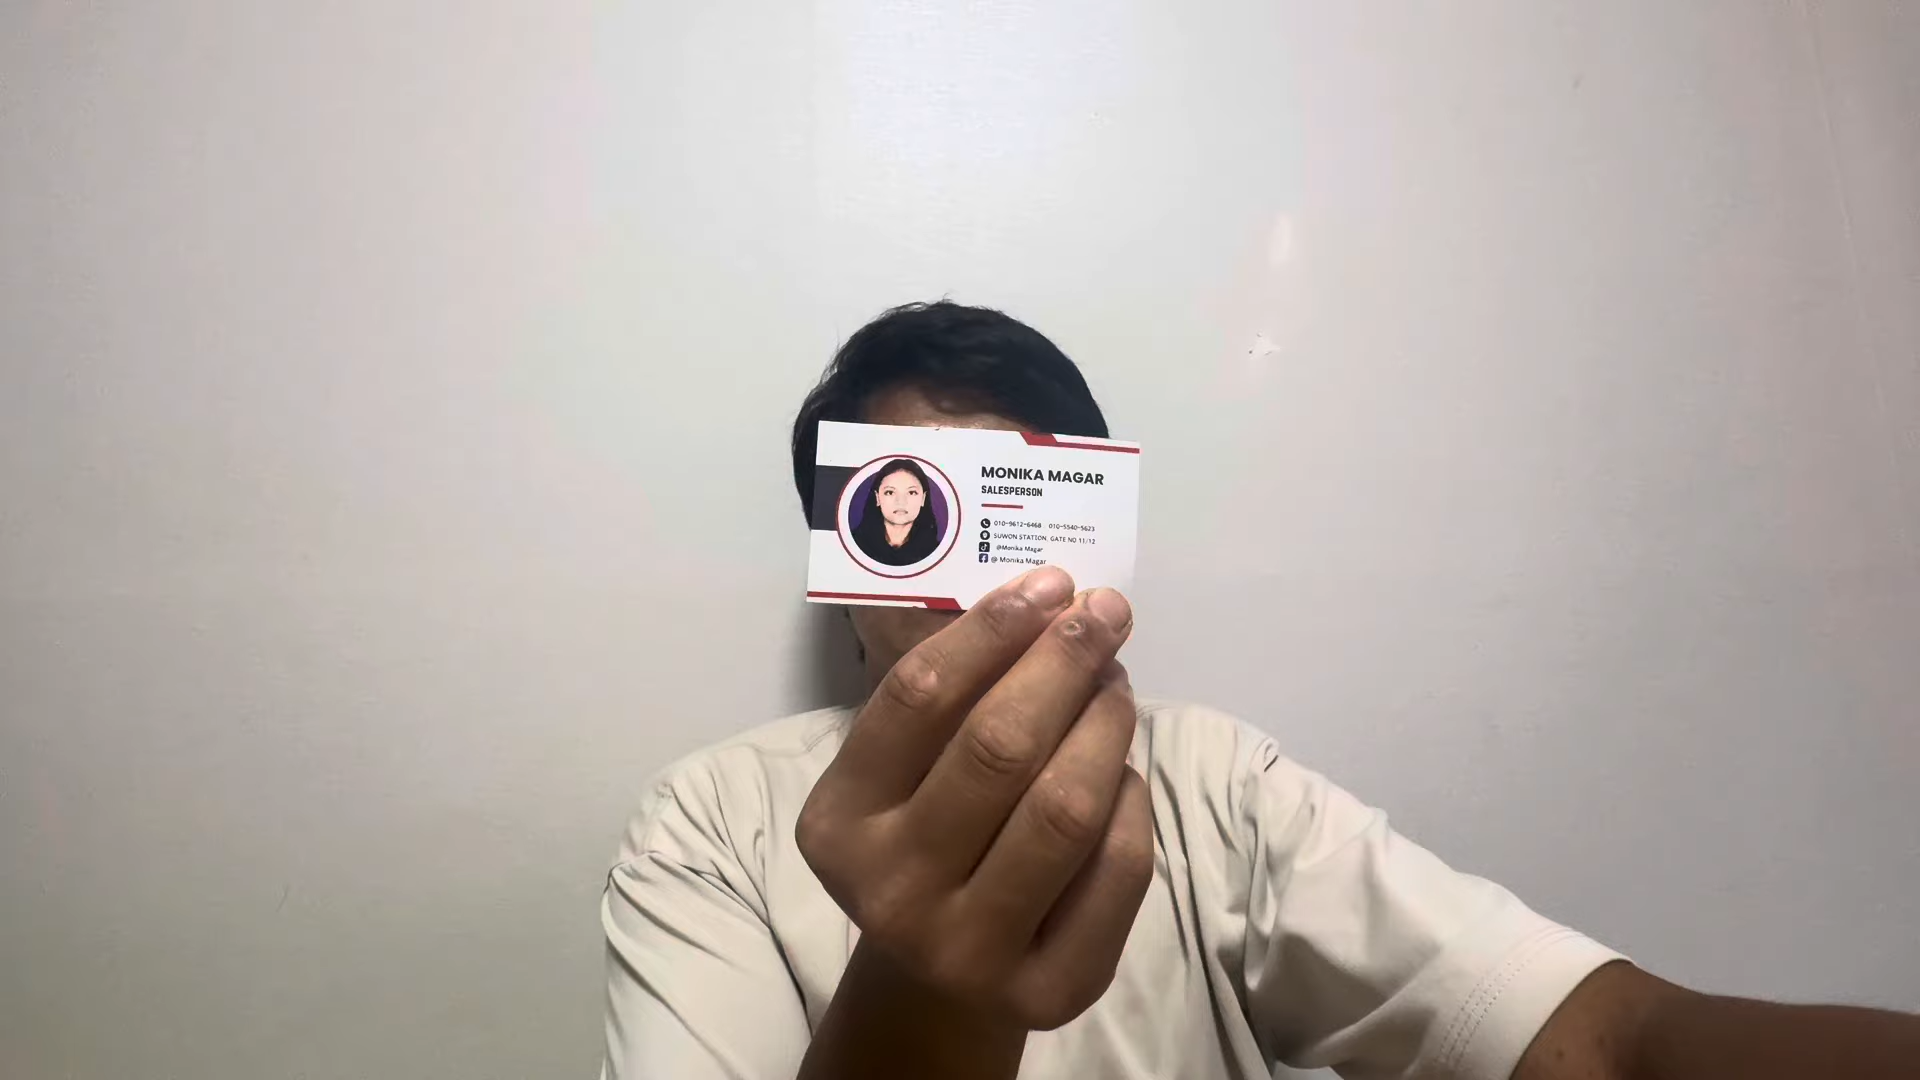 MONIKA MAGAR
SALESPERSON
010-9612-6468 010-5540-5623
SUWON STATION, GATE NO 11/12
@Monika Magar
@ Monika Magar